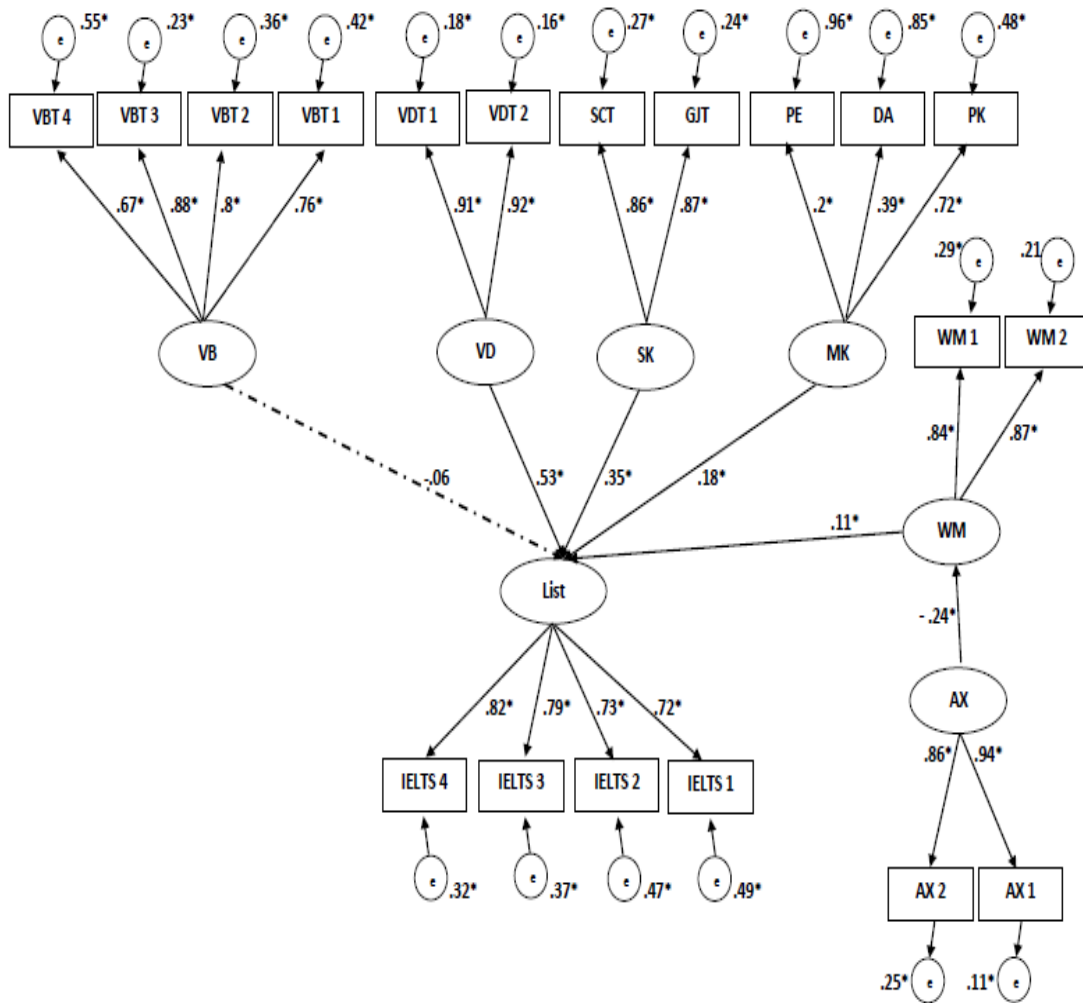 .55* .23* .36* .42* .18* .16* .27* .24* .96* .85* .48*
e e e e e e e e e e e
VBT 4 VBT 3 VBT 2 VBT 1 VDT 1 VDT 2 SCT GJT PE DA PK
.67* .88* .8* .76* .91* .92* .86* .87* .2* .39* .72*
.29* .21
e e
WM 1 WM 2
VB VD SK MK
.84* .87*
-.06 .53* .35* .18*
.11* WM
List
- .24*
AX
.82* .79* .73* .72*
.86* .94*
IELTS 4 IELTS 3 IELTS 2 IELTS 1
e .32* e .37* e .47* e .49*
AX 2 AX 1
.25* e .11* e